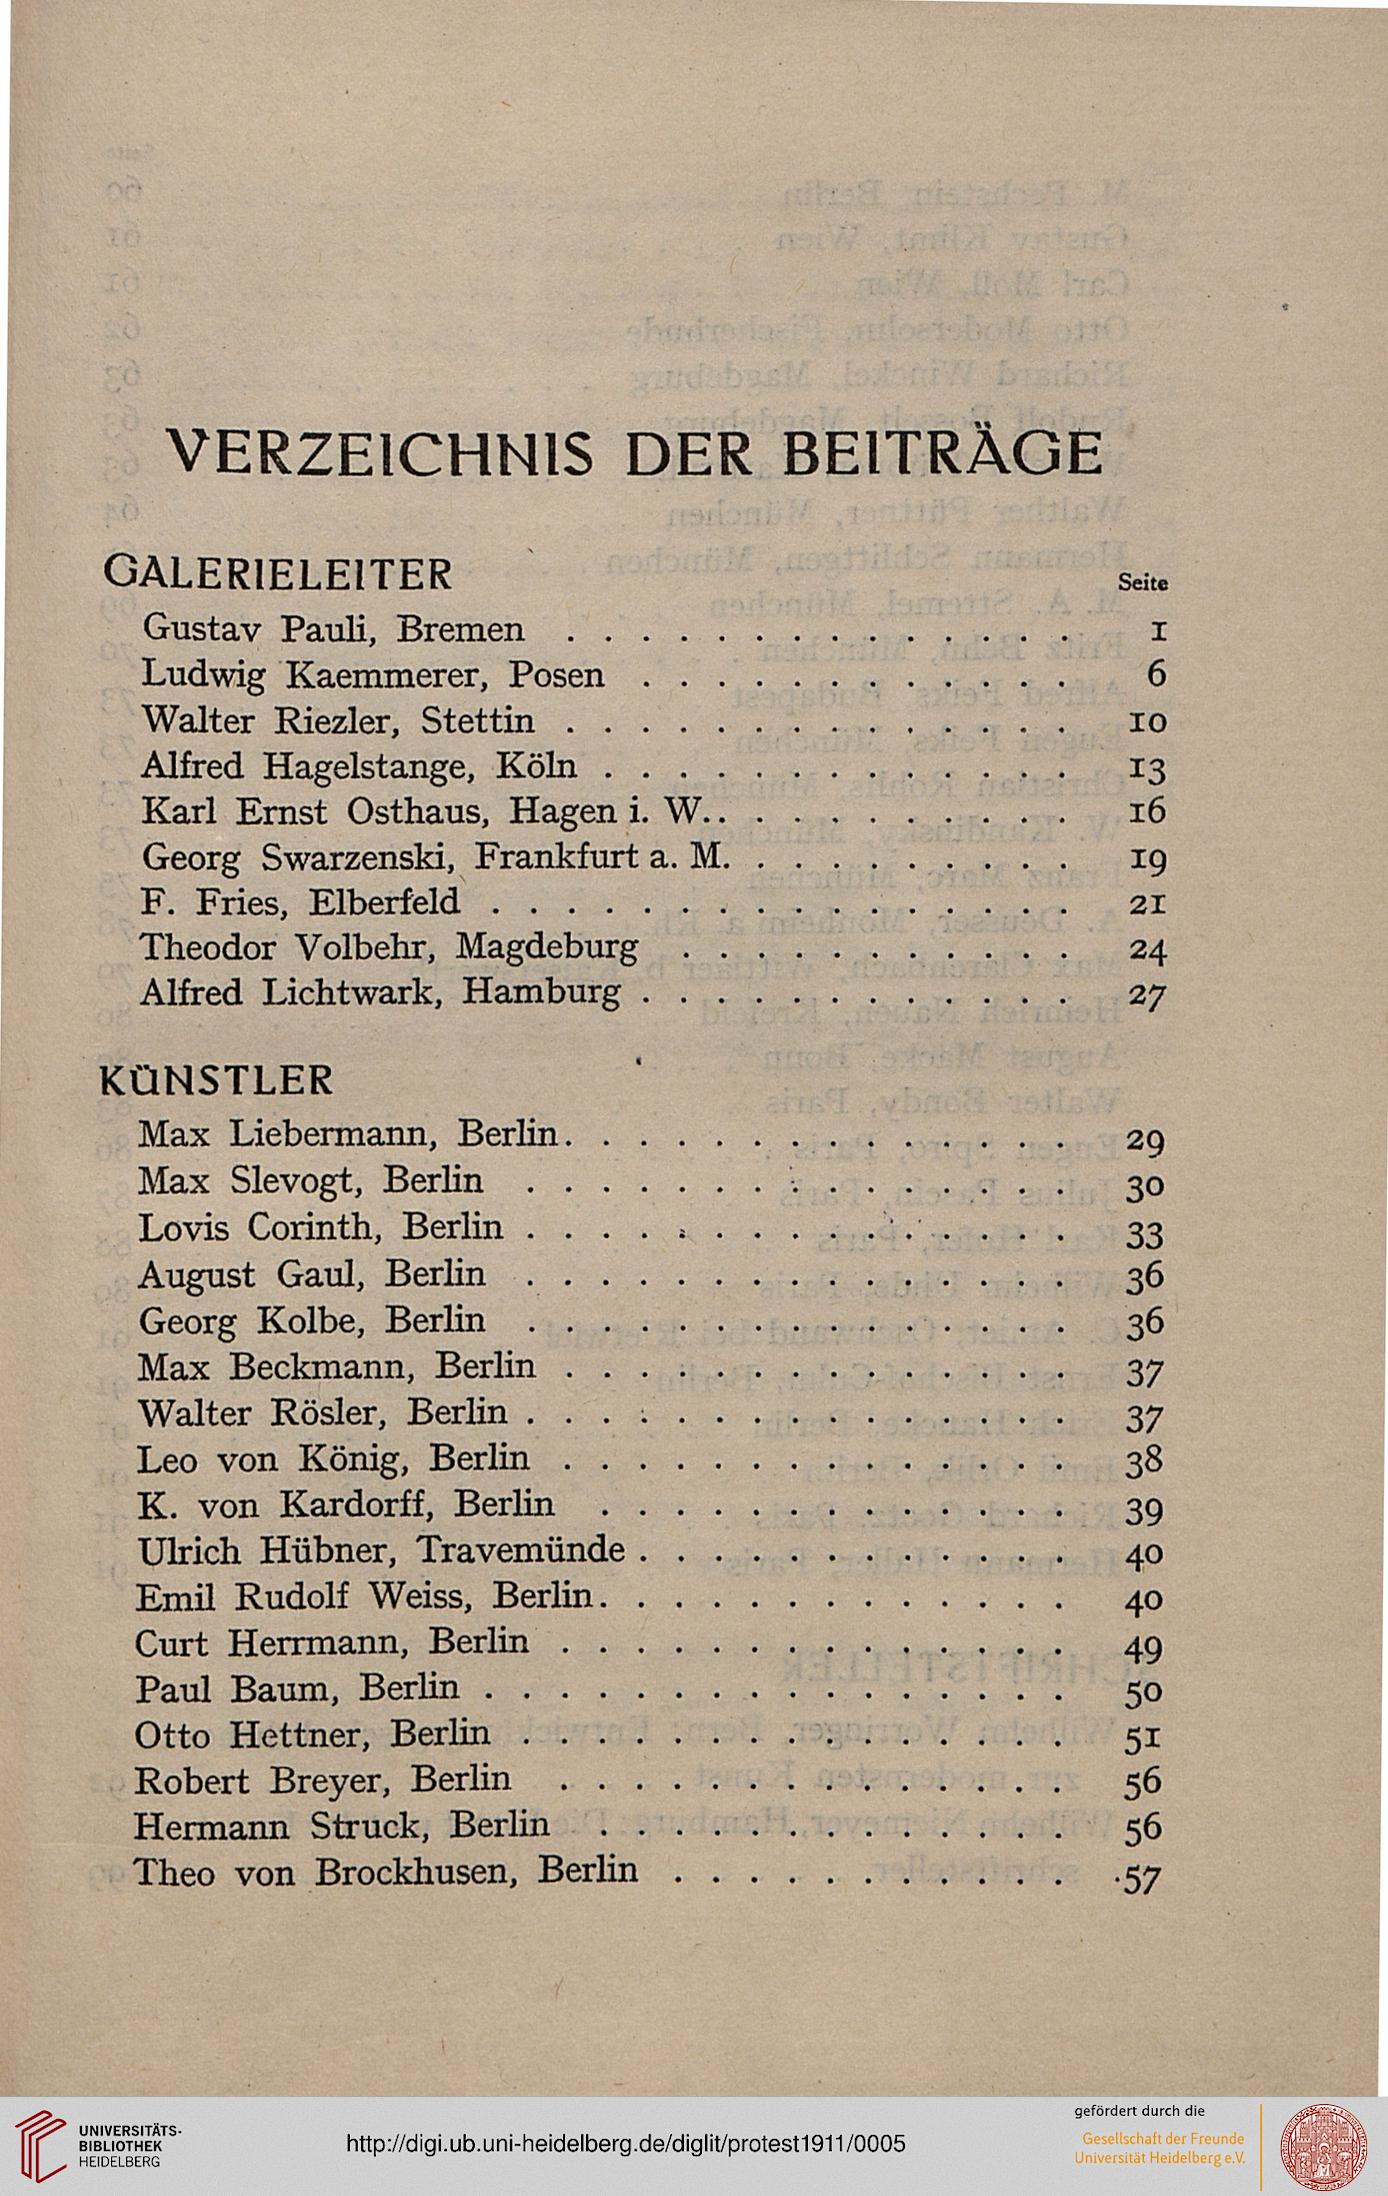 VERZEICHNIS DER BEITRÄGE
GALERIELEITER
Seite
Gustav Pauli, Bremen . . . . . . . . . . . . . . 1
Ludwig Kaemmerer, Posen . . . . . . . . . . . . 6
Walter Riezler, Stettin . . . . . . . . . . . . . . 10
Alfred Hagelstange, Köln . . . . . . . . . . . . . 13
Karl Ernst Osthaus, Hagen i. W. . . . . . . . . . . 16
Georg Swarzenski, Frankfurt a. M. . . . . . . . . . 19
F. Fries, Elberfeld . . . . . . . . . . . . . . . . 21
Theodor Volbehr, Magdeburg . . . . . . . . . . . 24
Alfred Lichtwark, Hamburg . . . . . . . . . . . . 27
KÜNSTLER
Max Liebermann, Berlin . . . . . . . . . . . . . . 29
Max Slevogt, Berlin . . . . . . . . . . . . . . . 30
Lovis Corinth, Berlin . . . . . . . . . . . . . . . 33
August Gaul, Berlin . . . . . . . . . . . . . . . 36
Georg Kolbe, Berlin . . . . . . . . . . . . . . . 36
Max Beckmann, Berlin . . . . . . . . . . . . . . 37
Walter Rösler, Berlin . . . . . . . . . . . . . . . 37
Leo von König, Berlin . . . . . . . . . . . . . . 38
K. von Kardorff, Berlin . . . . . . . . . . . . . 39
Ulrich Hübner, Travemünde . . . . . . . . . . . . 40
Emil Rudolf Weiss, Berlin . . . . . . . . . . . . . 40
Curt Herrmann, Berlin . . . . . . . . . . . . . . 49
Paul Baum, Berlin . . . . . . . . . . . . . . . . 50
Otto Hettner, Berlin . . . . . . . . . . . . . . . 51
Robert Breyer, Berlin . . . . . . . . . . . . . . 56
Hermann Struck, Berlin . . . . . . . . . . . . . 56
Theo von Brockhusen, Berlin . . . . . . . . . . . 57
UNIVERSITÄTS-
BIBLIOTHEK
HEIDELBERG
http://digi.ub.uni-heidelberg.de/diglit/protest1911/0005
gefördert durch die
Gesellschaft der Freunde
Universität Heidelberg e.V.